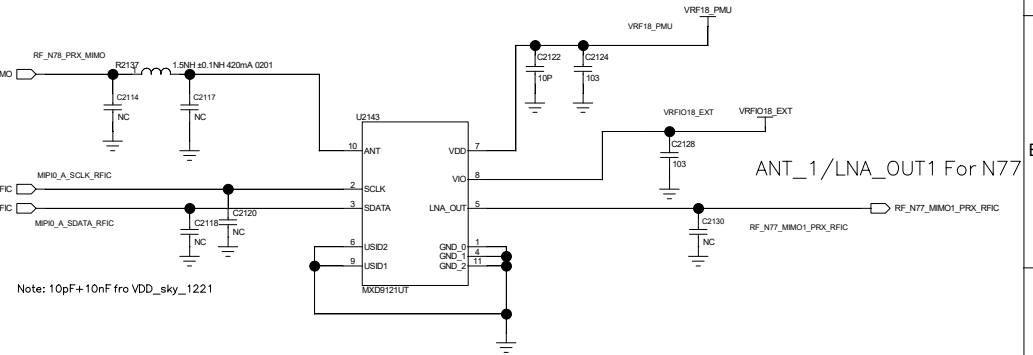 VRF18_PMU
VRF18_PMU
RF_N78_PRX_MIMO
R2137
1.5NH ±0.1NH 420mA 0201
MO
C2114
NC
C2117
NC
C2122
10P
C2124
103
VRFIO18_EXT
VRFIO18_EXT
U2143
C2128
103
10 ANT
VDD 7
ANT_1/LNA_OUT1 For N77
MIPI0_A_SCLK_RFIC
VIO 8
FIC
2 SCLK
FIC
3 SDATA
LNA_OUT 5
RF_N77_MIMO1_PRX_RFIC
MIPI0_A_SDATA_RFIC
C2118
NC
C2120
NC
C2130
NC
RF_N77_MIMO1_PRX_RFIC
6 USID2
9 USID1
GND_0 1
GND_1 4
GND_2 11
Note: 10pF+10nF fro VDD_sky_1221
MXD9121UT